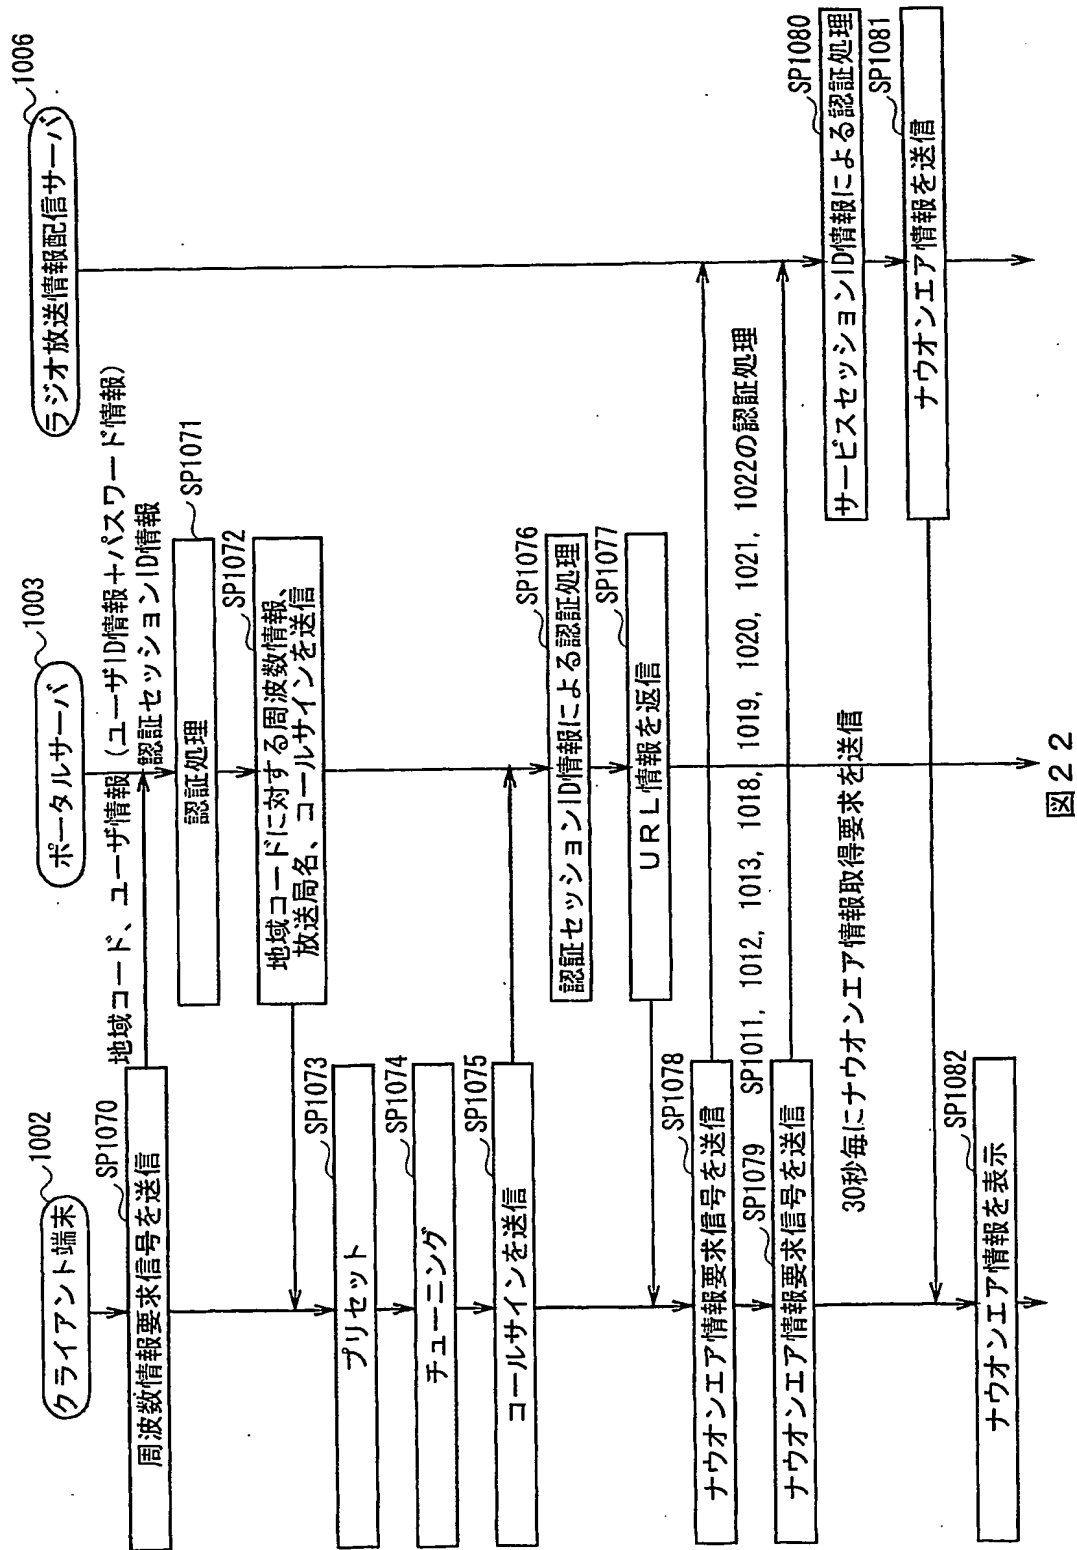 クライアント端末
1002
ポータルサーバ
1003
ラジオ放送情報配信サーバ
1006
SP1070
周波数情報要求信号を送信
地域コード、ユーザ情報(ユーザID情報+パスワード情報)
認証セッションID情報
SP1071
認証処理
SP1072
地域コードに対する周波数情報、
放送局名、コールサインを送信
SP1073
プリセット
SP1074
チューニング
SP1075
コールサインを送信
SP1076
認証セッションID情報による認証処理
SP1077
URL情報を返信
SP1078
ナウオンエア情報要求信号を送信
SP1011, 1012, 1013, 1018, 1019, 1020, 1021, 1022の認証処理
SP1079
ナウオンエア情報要求信号を送信
SP1080
サービスセッションID情報による認証処理
30秒毎にナウオンエア情報取得要求を送信
SP1081
ナウオンエア情報を送信
SP1082
ナウオンエア情報を表示
図22